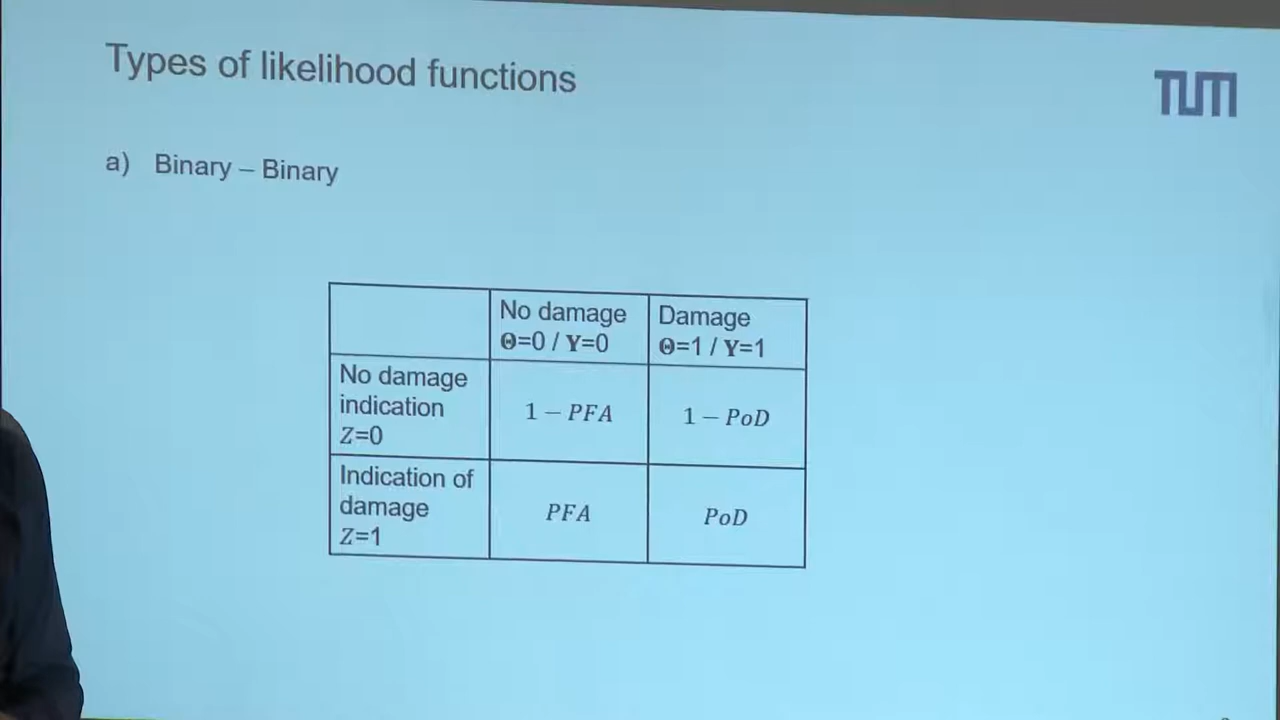 Types of likelihood functions
TUM
a) Binary – Binary
No damage
Θ=0 / Y=0
Damage
Θ=1 / Y=1
No damage
indication
Z=0
1 − PFA
1 − PoD
Indication of
damage
Z=1
PFA
PoD